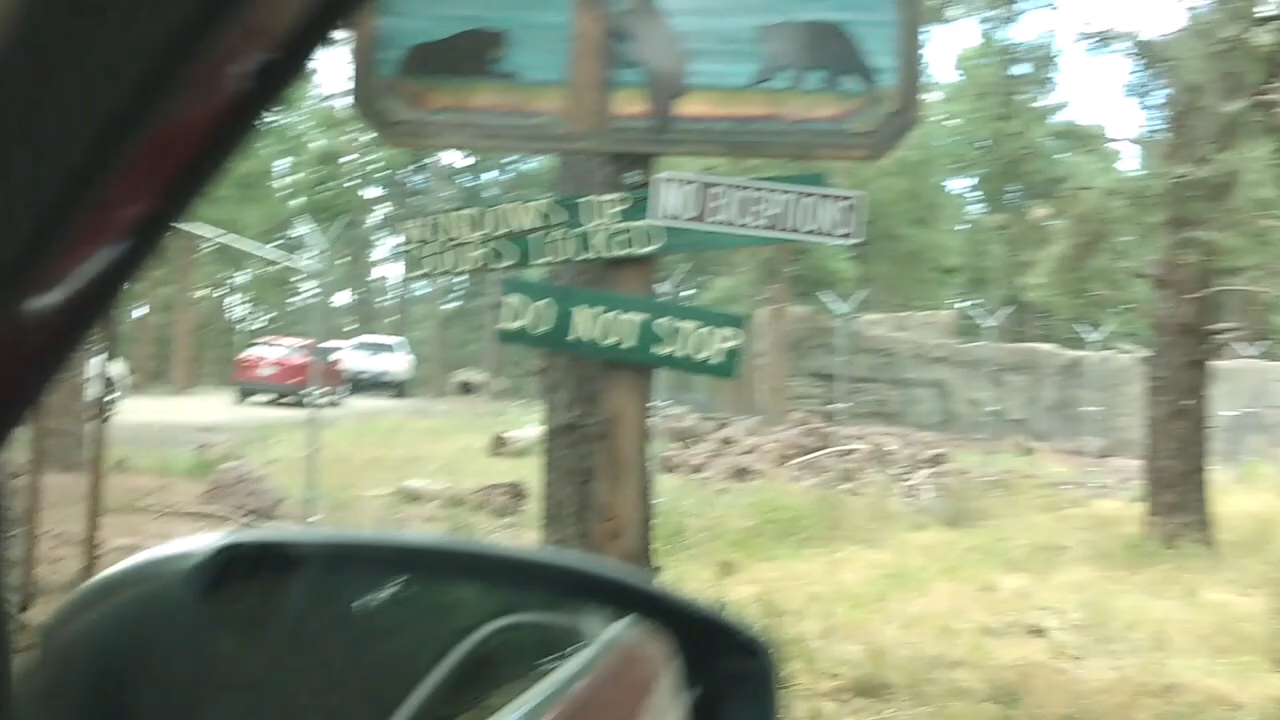 WINDOWS UP
DOORS LOCKED
NO EXCEPTIONS
DO NOT STOP